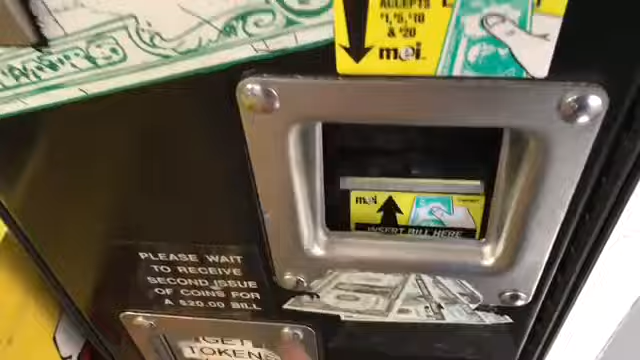 ACCEPTS
$1, $5, $10
& $20
mei
mei
INSERT BILL HERE
PLEASE WAIT
TO RECEIVE
SECOND ISSUE
OF COINS FOR
A $20.00 BILL
GET
TOKENS